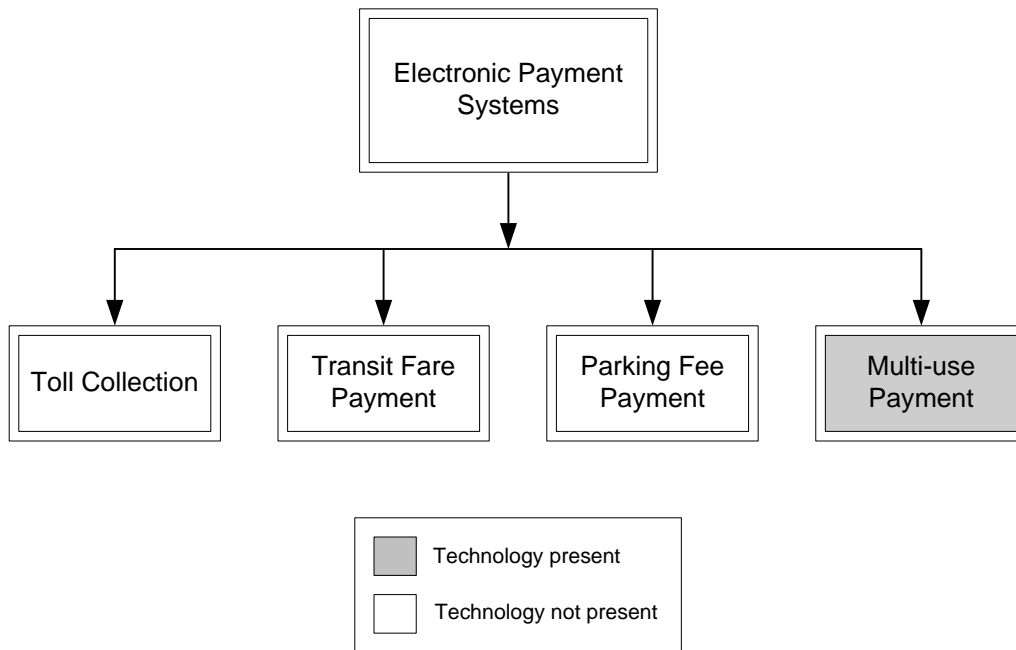 Electronic Payment
Systems
Toll Collection
Transit Fare
Payment
Parking Fee
Payment
Multi-use
Payment
Technology present
Technology not present